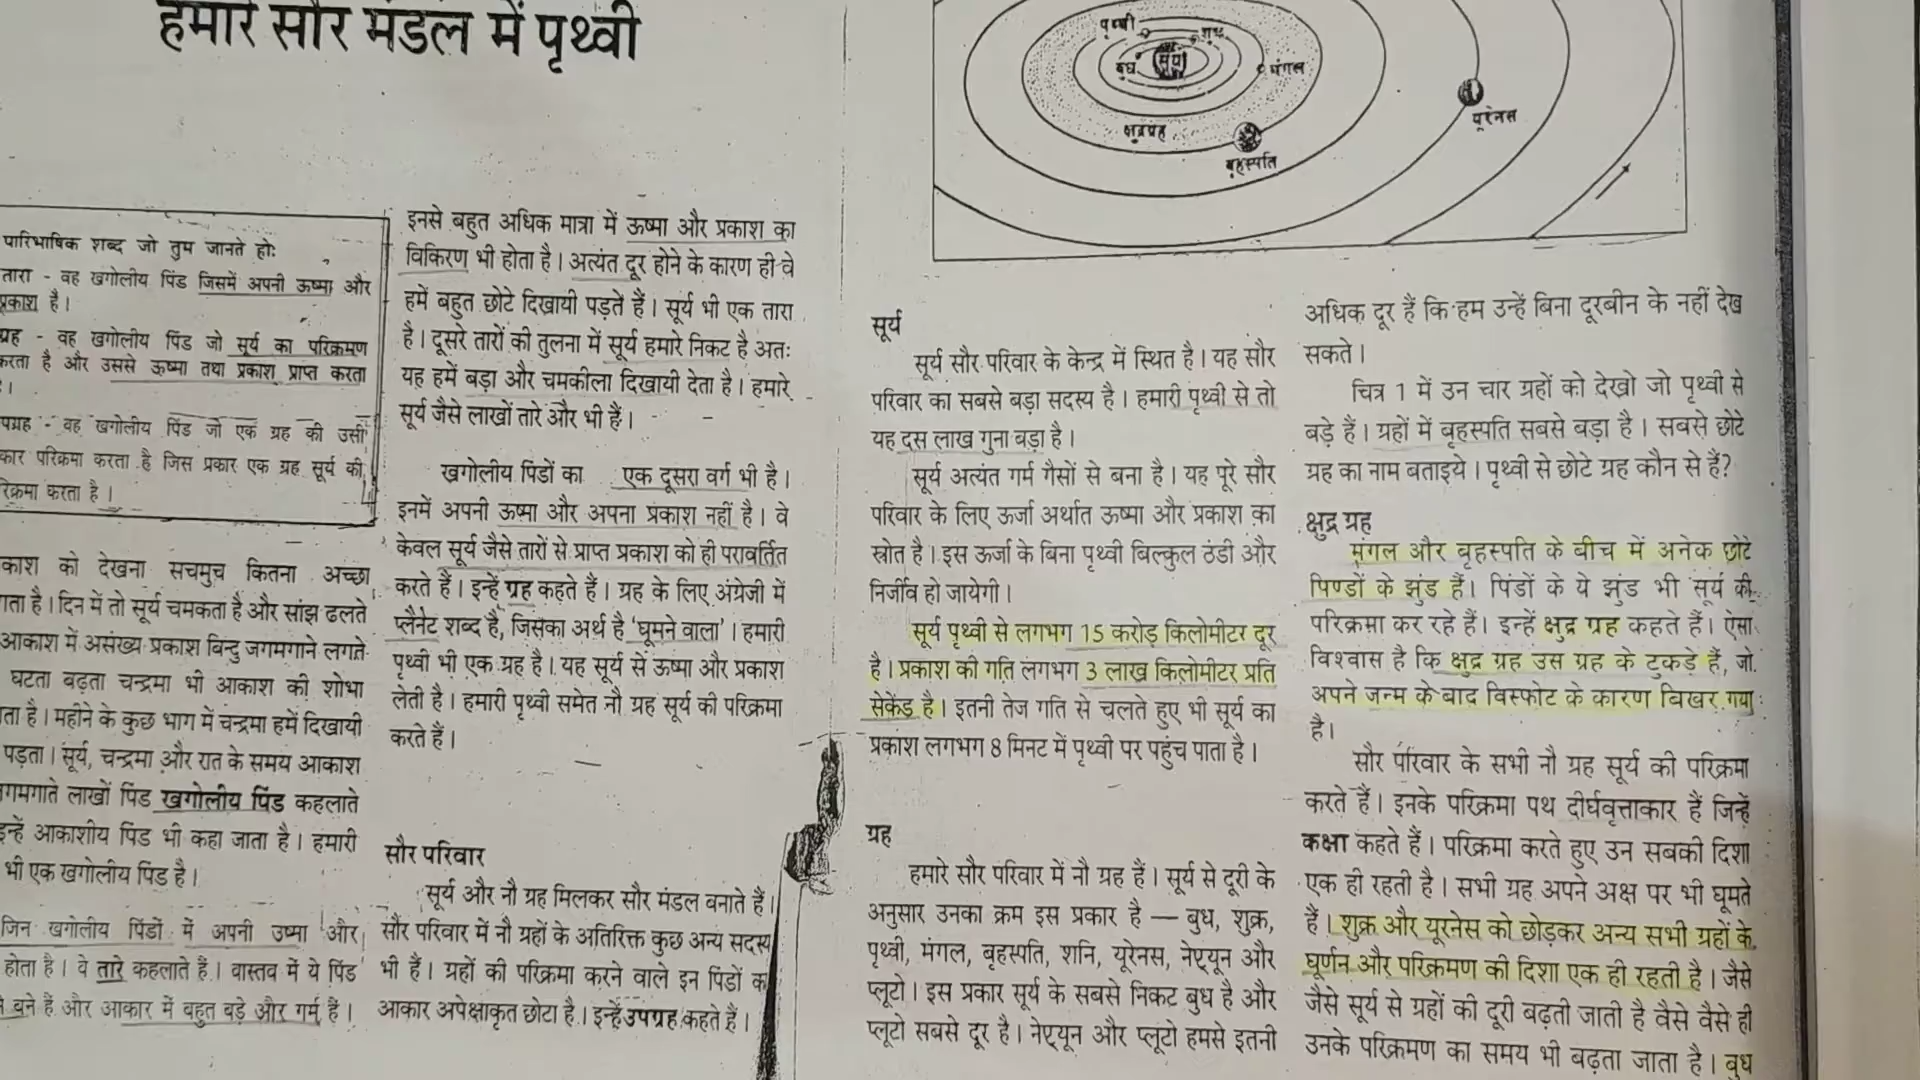 हमारे सौर मंडल में पृथ्वी
पारिभाषिक शब्द जो तुम जानते हो:
तारा - वह खगोलीय पिंड जिसमें अपनी ऊष्मा और
प्रकाश है।
ग्रह - वह खगोलीय पिंड जो सूर्य का परिक्रमण
करता है और उससे ऊष्मा तथा प्रकाश प्राप्त करता
है।
पग्रह - वह खगोलीय पिंड जो एक ग्रह की उसी
कार परिक्रमा करता है जिस प्रकार एक ग्रह सूर्य की
रिक्रमा करता है।
काश को देखना सचमुच कितना अच्छा
गता है। दिन में तो सूर्य चमकता है और सांझ ढलते
आकाश में असंख्य प्रकाश बिन्दु जगमगाने लगते
घटता बढ़ता चन्द्रमा भी आकाश की शोभा
ता है। महीने के कुछ भाग में चन्द्रमा हमें दिखायी
पड़ता। सूर्य, चन्द्रमा और रात के समय आकाश
गमगाते लाखों पिंड खगोलीय पिंड कहलाते
इन्हें आकाशीय पिंड भी कहा जाता है। हमारी
भी एक खगोलीय पिंड है।
जिन खगोलीय पिंडों में अपनी उष्मा और
होता है। वे तारे कहलाते हैं। वास्तव में ये पिंड
से बने हैं और आकार में बहुत बड़े और गर्म हैं।
इनसे बहुत अधिक मात्रा में ऊष्मा और प्रकाश का
विकिरण भी होता है। अत्यंत दूर होने के कारण ही वे
हमें बहुत छोटे दिखायी पड़ते हैं। सूर्य भी एक तारा
है। दूसरे तारों की तुलना में सूर्य हमारे निकट है अतः
यह हमें बड़ा और चमकीला दिखायी देता है। हमारे
सूर्य जैसे लाखों तारे और भी हैं।
खगोलीय पिंडों का एक दूसरा वर्ग भी है।
इनमें अपनी ऊष्मा और अपना प्रकाश नहीं है। वे
केवल सूर्य जैसे तारों से प्राप्त प्रकाश को ही परावर्तित
करते हैं। इन्हें ग्रह कहते हैं। ग्रह के लिए अंग्रेजी में
प्लैनेट शब्द है, जिसका अर्थ है ‘घूमने वाला’। हमारी
पृथ्वी भी एक ग्रह है। यह सूर्य से ऊष्मा और प्रकाश
लेती है। हमारी पृथ्वी समेत नौ ग्रह सूर्य की परिक्रमा
करते हैं।
सौर परिवार
सूर्य और नौ ग्रह मिलकर सौर मंडल बनाते हैं।
सौर परिवार में नौ ग्रहों के अतिरिक्त कुछ अन्य सदस्य
भी हैं। ग्रहों की परिक्रमा करने वाले इन पिंडों का
आकार अपेक्षाकृत छोटा है। इन्हें उपग्रह कहते हैं।
पृथ्वी
शुक्र
बुध
सूर्य
मंगल
क्षुद्रग्रह
बृहस्पति
यूरेनस
सूर्य
सूर्य सौर परिवार के केन्द्र में स्थित है। यह सौर
परिवार का सबसे बड़ा सदस्य है। हमारी पृथ्वी से तो
यह दस लाख गुना बड़ा है।
सूर्य अत्यंत गर्म गैसों से बना है। यह पूरे सौर
परिवार के लिए ऊर्जा अर्थात ऊष्मा और प्रकाश का
स्त्रोत है। इस ऊर्जा के बिना पृथ्वी बिल्कुल ठंडी और
निर्जीव हो जायेगी।
सूर्य पृथ्वी से लगभग 15 करोड़ किलोमीटर दूर
है। प्रकाश की गति लगभग 3 लाख किलोमीटर प्रति
सेकेंड है। इतनी तेज गति से चलते हुए भी सूर्य का
प्रकाश लगभग 8 मिनट में पृथ्वी पर पहुंच पाता है।
ग्रह
हमारे सौर परिवार में नौ ग्रह हैं। सूर्य से दूरी के
अनुसार उनका क्रम इस प्रकार है — बुध, शुक्र,
पृथ्वी, मंगल, बृहस्पति, शनि, यूरेनस, नेप्ट्यून और
प्लूटो। इस प्रकार सूर्य के सबसे निकट बुध है और
प्लूटो सबसे दूर है। नेप्ट्यून और प्लूटो हमसे इतनी
अधिक दूर हैं कि हम उन्हें बिना दूरबीन के नहीं देख
सकते।
चित्र 1 में उन चार ग्रहों को देखो जो पृथ्वी से
बड़े हैं। ग्रहों में बृहस्पति सबसे बड़ा है। सबसे छोटे
ग्रह का नाम बताइये। पृथ्वी से छोटे ग्रह कौन से हैं?
क्षुद्र ग्रह
मंगल और बृहस्पति के बीच में अनेक छोटे
पिण्डों के झुंड हैं। पिंडों के ये झुंड भी सूर्य की
परिक्रमा कर रहे हैं। इन्हें क्षुद्र ग्रह कहते हैं। ऐसा
विश्वास है कि क्षुद्र ग्रह उस ग्रह के टुकड़े हैं, जो
अपने जन्म के बाद विस्फोट के कारण बिखर गया
है।
सौर परिवार के सभी नौ ग्रह सूर्य की परिक्रमा
करते हैं। इनके परिक्रमा पथ दीर्घवृत्ताकार हैं जिन्हें
कक्षा कहते हैं। परिक्रमा करते हुए उन सबकी दिशा
एक ही रहती है। सभी ग्रह अपने अक्ष पर भी घूमते
हैं। शुक्र और यूरनेस को छोड़कर अन्य सभी ग्रहों के
घूर्णन और परिक्रमण की दिशा एक ही रहती है। जैसे
जैसे सूर्य से ग्रहों की दूरी बढ़ती जाती है वैसे वैसे ही
उनके परिक्रमण का समय भी बढ़ता जाता है। बुध